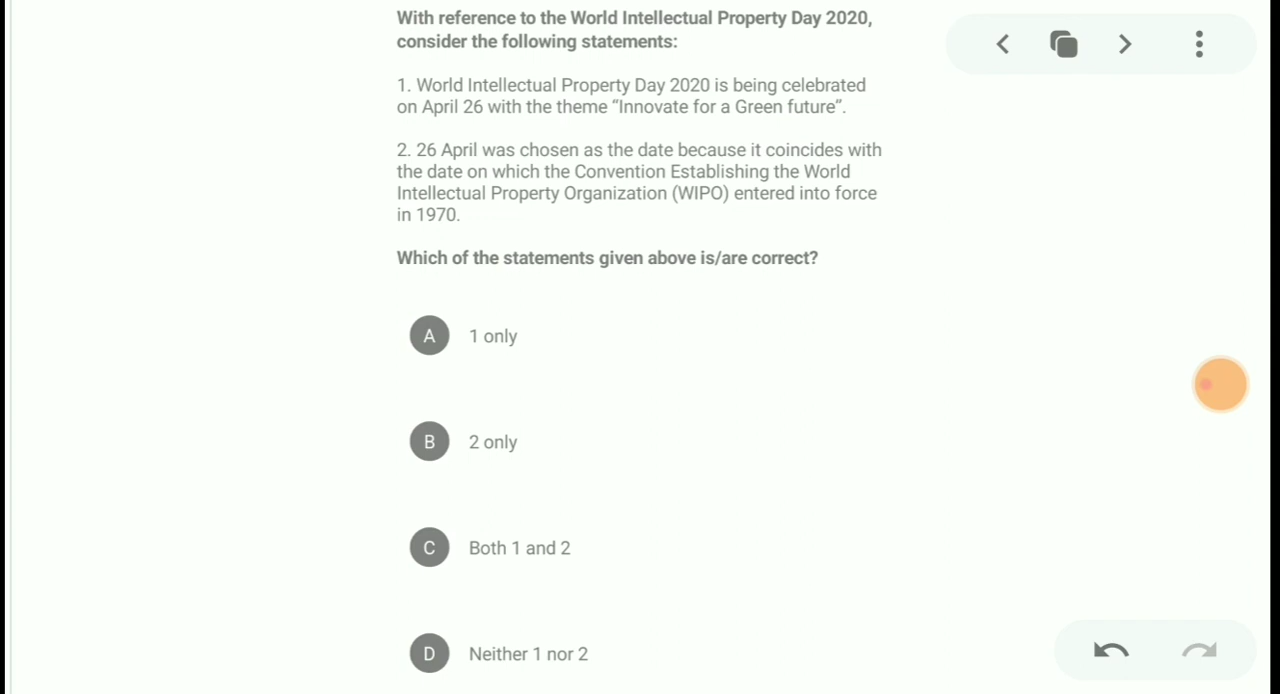 With reference to the World Intellectual Property Day 2020,
consider the following statements:
1. World Intellectual Property Day 2020 is being celebrated
on April 26 with the theme “Innovate for a Green future”.
2. 26 April was chosen as the date because it coincides with
the date on which the Convention Establishing the World
Intellectual Property Organization (WIPO) entered into force
in 1970.
Which of the statements given above is/are correct?
A 1 only
B 2 only
C Both 1 and 2
D Neither 1 nor 2